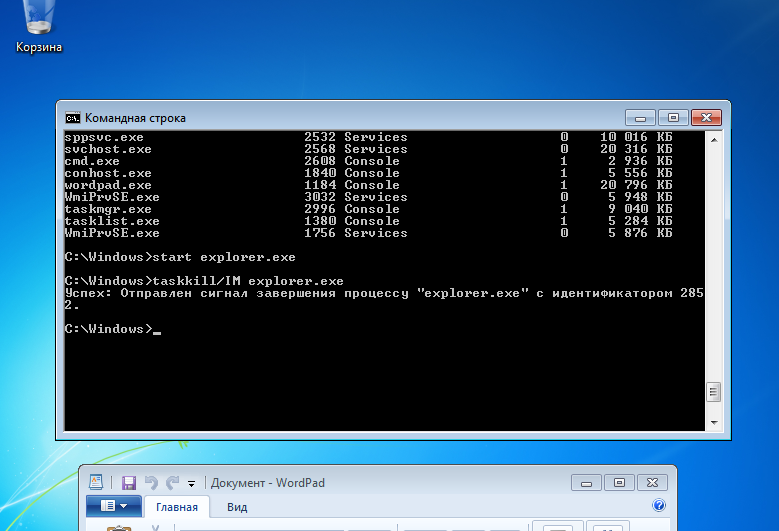 Корзина
C:\. Командная строка
sppsvc.exe 2532 Services 0 10 016 КБ
svchost.exe 2568 Services 0 20 316 КБ
cmd.exe 2608 Console 1 2 936 КБ
conhost.exe 1840 Console 1 5 556 КБ
wordpad.exe 1184 Console 1 20 796 КБ
WmiPrvSE.exe 3032 Services 0 5 948 КБ
taskmgr.exe 2996 Console 1 9 040 КБ
tasklist.exe 1380 Console 1 5 284 КБ
WmiPrvSE.exe 1756 Services 0 5 876 КБ
C:\Windows>start explorer.exe
C:\Windows>taskkill/IM explorer.exe
Успех: Отправлен сигнал завершения процессу "explorer.exe" с идентификатором 285
2.
C:\Windows>_
Документ - WordPad
Главная Вид